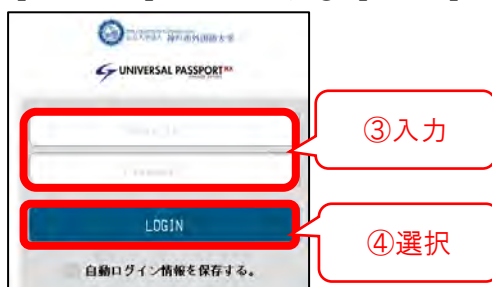 神戸市外国語大学
UNIVERSAL PASSPORT RX
③入力
LOGIN
④選択
自動ログイン情報を保存する。